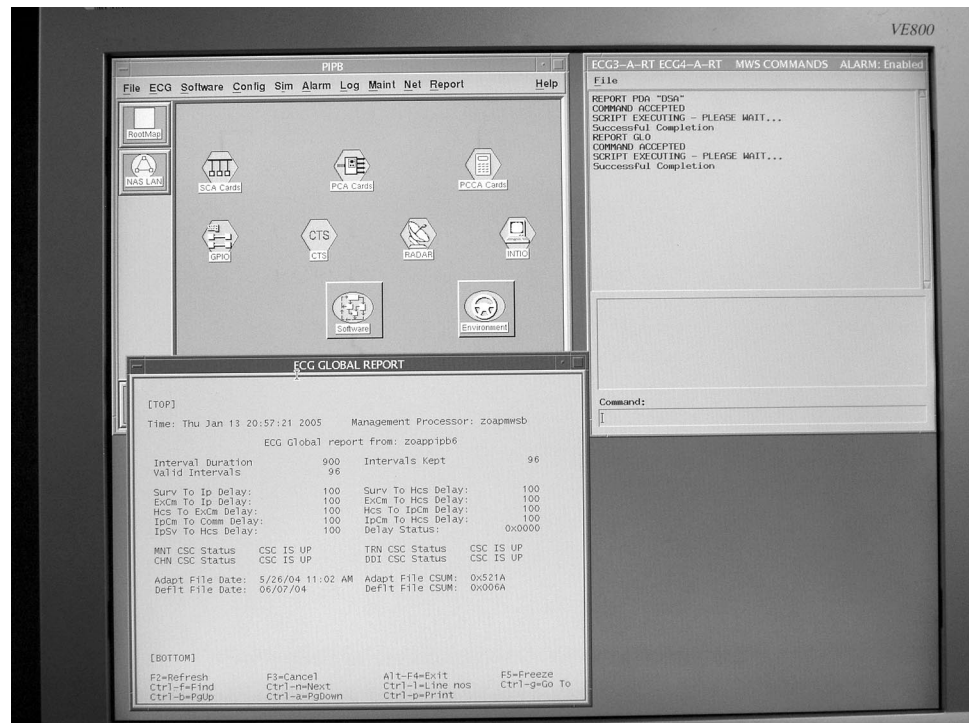 VE800
PIPB
File ECG Software Config Sim Alarm Log Maint Net Report Help
RootMap
NAS LAN
SCA Cards
PCA Cards
PCCA Cards
GPIO
CTS
CTS
RADAR
INTIO
Software
Environment
ECG3-A-RT ECG4-A-RT MWS COMMANDS ALARM: Enabled
File
REPORT PDA "DSA"
COMMAND ACCEPTED
SCRIPT EXECUTING - PLEASE WAIT...
Successful Completion
REPORT GLO
COMMAND ACCEPTED
SCRIPT EXECUTING - PLEASE WAIT...
Successful Completion
Command:
ECG GLOBAL REPORT
[TOP]
Time: Thu Jan 13 20:57:21 2005 Management Processor: zoapmwsb
ECG Global report from: zoappipb6
Interval Duration 900 Intervals Kept 96
Valid Intervals 96
Surv To Ip Delay: 100 Surv To Hcs Delay: 100
ExCm To Ip Delay: 100 ExCm To Hcs Delay: 100
Hcs To ExCm Delay: 100 Hcs To IpCm Delay: 100
IpCm To Comm Delay: 100 IpCm To Hcs Delay: 100
IpSv To Hcs Delay: 100 Delay Status: 0x0000
MNT CSC Status CSC IS UP TRN CSC Status CSC IS UP
CHN CSC Status CSC IS UP DDI CSC Status CSC IS UP
Adapt File Date: 5/26/04 11:02 AM Adapt File CSUM: 0X521A
Deflt File Date: 06/07/04 Deflt File CSUM: 0X006A
[BOTTOM]
F2=Refresh F3=Cancel Alt-F4=Exit F5=Freeze
Ctrl-f=Find Ctrl-n=Next Ctrl-l=Line nos Ctrl-g=Go To
Ctrl-b=PgUp Ctrl-a=PgDown Ctrl-p=Print